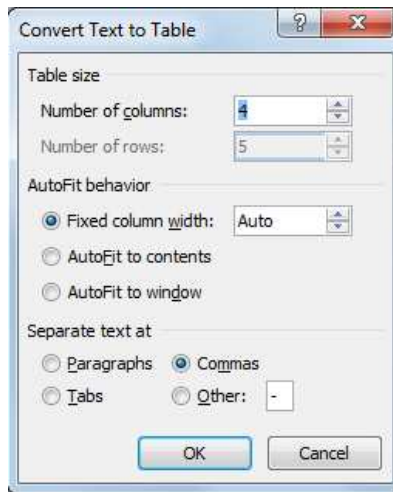 Convert Text to Table ?
Table size
Number of columns: 4
Number of rows: 5
AutoFit behavior
Fixed column width: Auto
AutoFit to contents
AutoFit to window
Separate text at
Paragraphs Commas
Tabs Other: -
OK Cancel